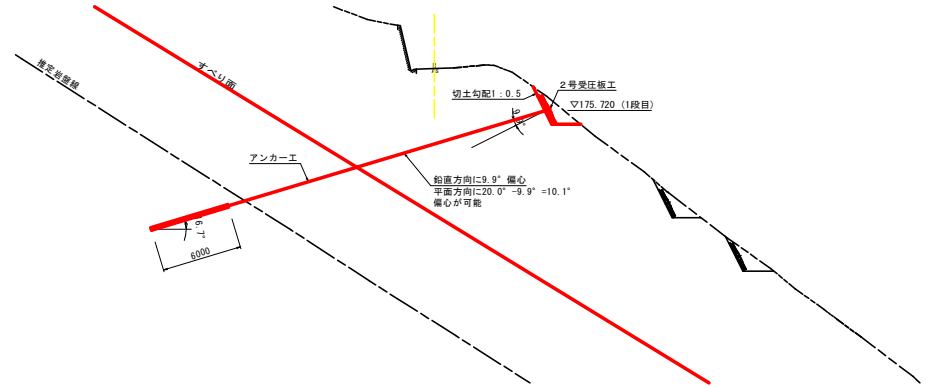 推定岩盤線
すべり面
切土勾配1：0.5
２号受圧板工
▽175.720 (1段目)
アンカー工
鉛直方向に9.9° 偏心
平面方向に20.0° -9.9° =10.1°
偏心が可能
6000